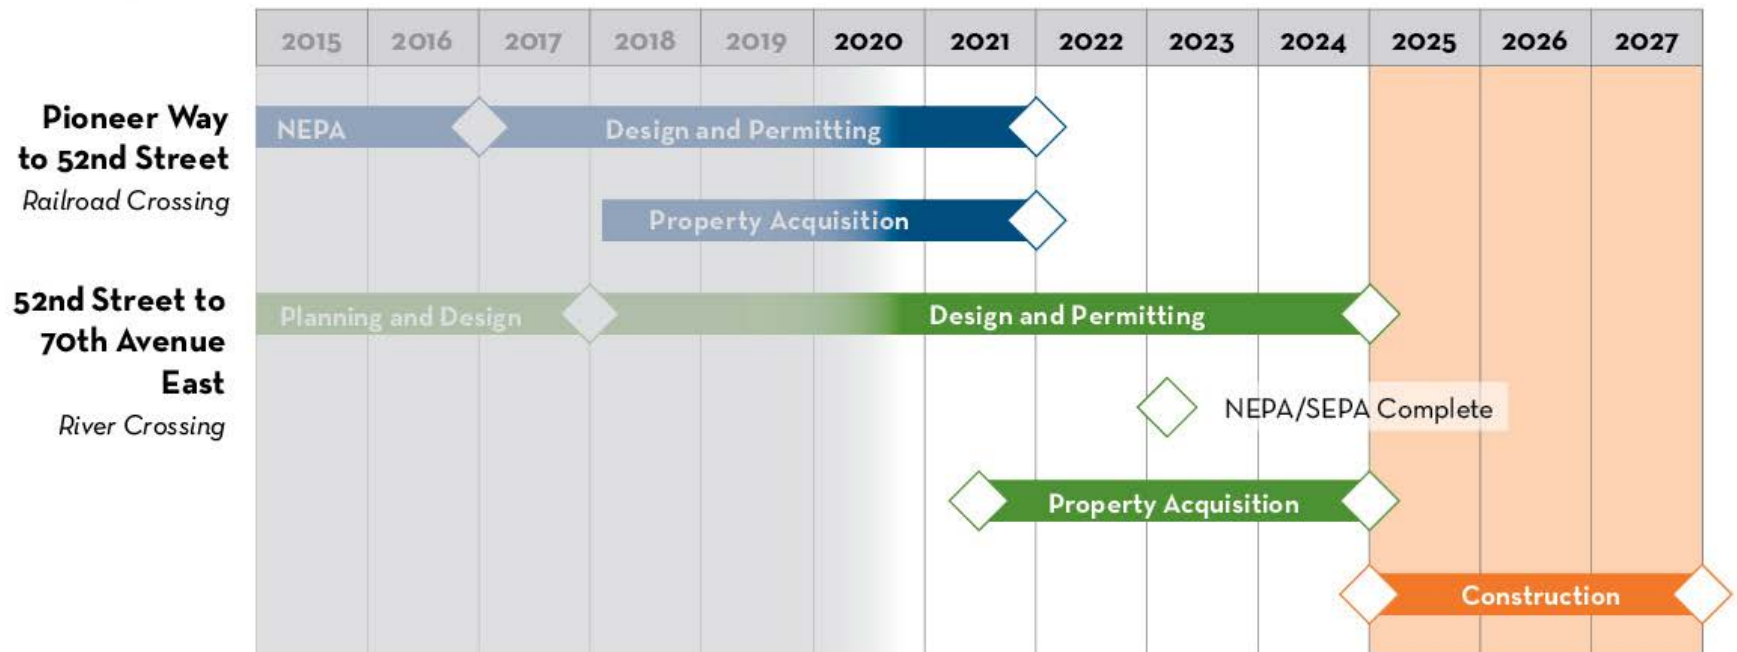 2015 2016 2017 2018 2019 2020 2021 2022 2023 2024 2025 2026 2027
Pioneer Way
to 52nd Street
Railroad Crossing
NEPA
Design and Permitting
Property Acquisition
52nd Street to
70th Avenue
East
River Crossing
Planning and Design
Design and Permitting
NEPA/SEPA Complete
Property Acquisition
Construction